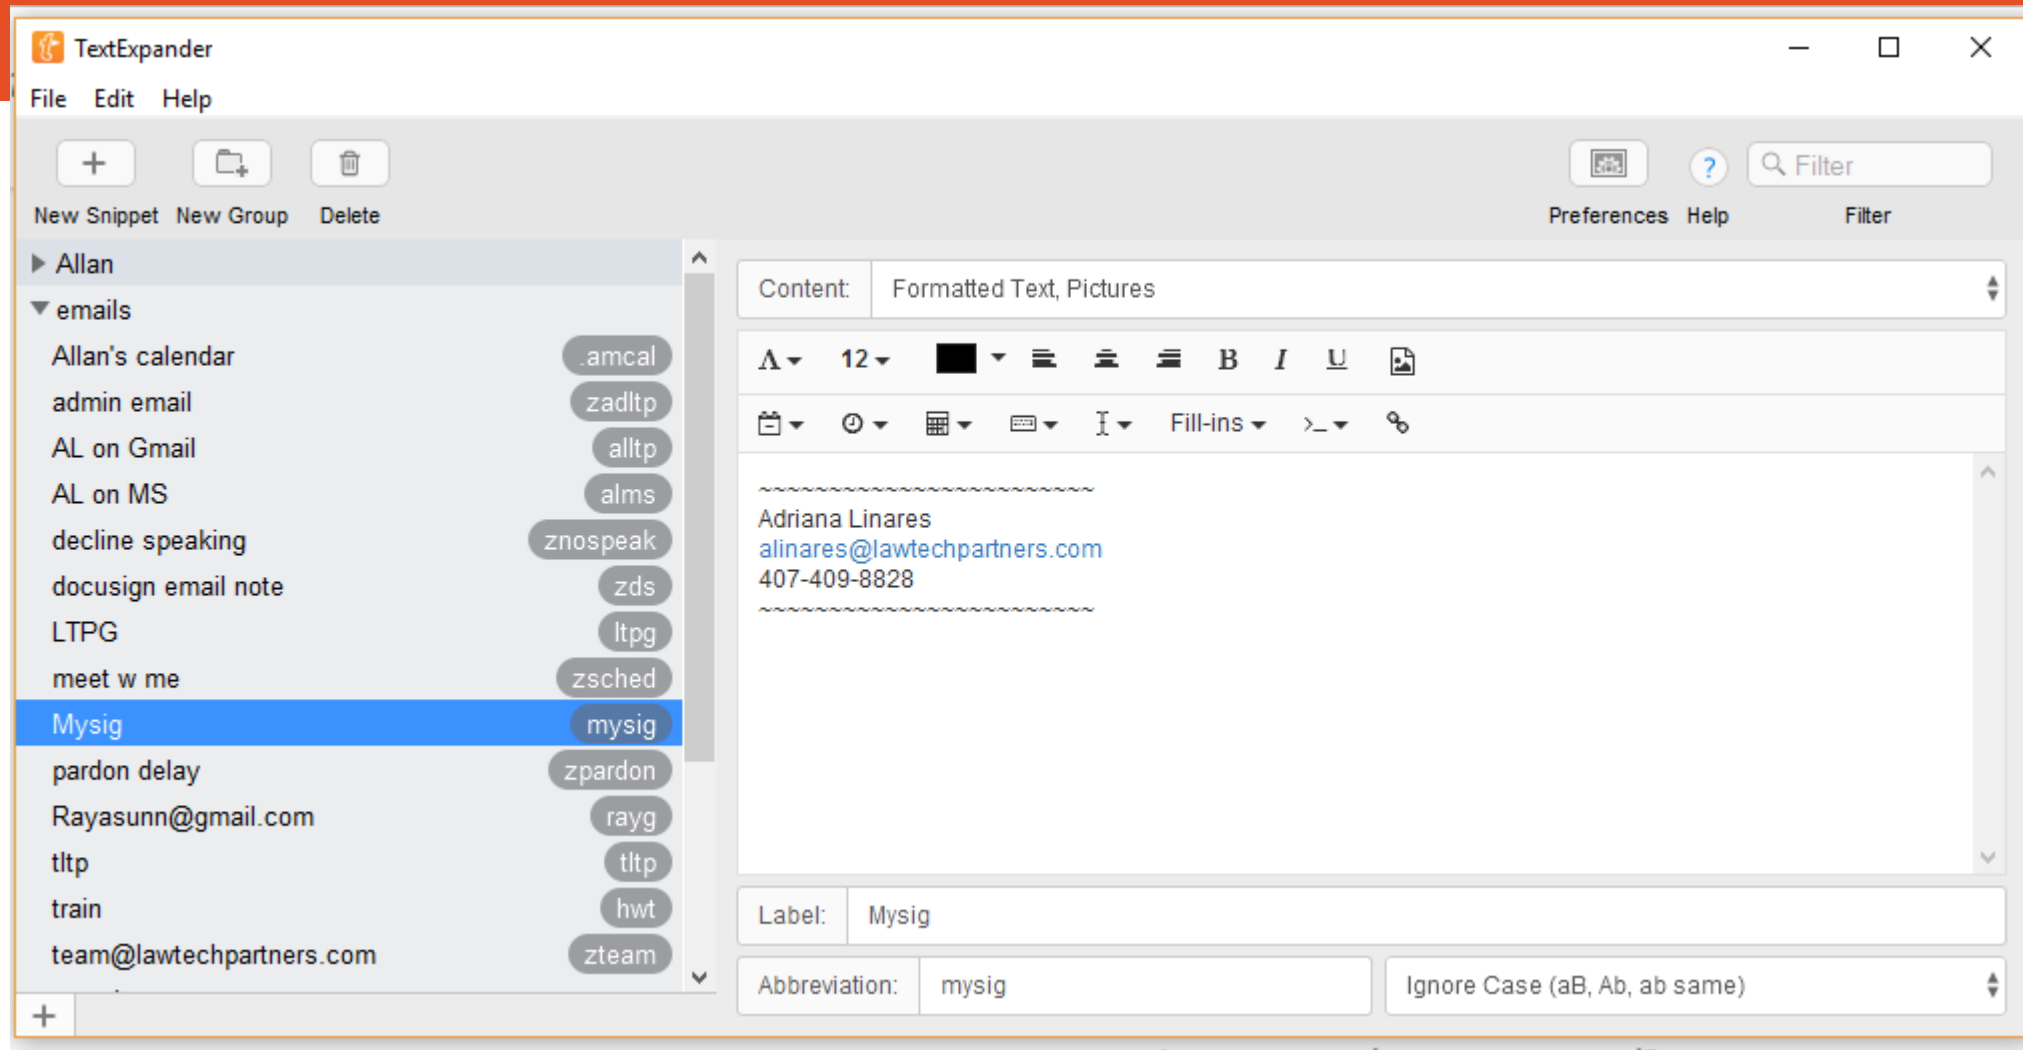 TextExpander
File Edit Help
New Snippet New Group Delete
Preferences Help Filter
Filter
Allan
emails
Allan's calendar .amcal
admin email zadltp
AL on Gmail alltp
AL on MS alms
decline speaking znospeak
docusign email note zds
LTPG ltpg
meet w me zsched
Mysig mysig
pardon delay zpardon
Rayasunn@gmail.com rayg
tltp tltp
train hwt
team@lawtechpartners.com zteam
Content: Formatted Text, Pictures
A 12 B I U
Fill-ins >_
~~~~~~~~~~~~~~~~~~~~~~~~
Adriana Linares
alinares@lawtechpartners.com
407-409-8828
~~~~~~~~~~~~~~~~~~~~~~~~
Label: Mysig
Abbreviation: mysig Ignore Case (aB, Ab, ab same)